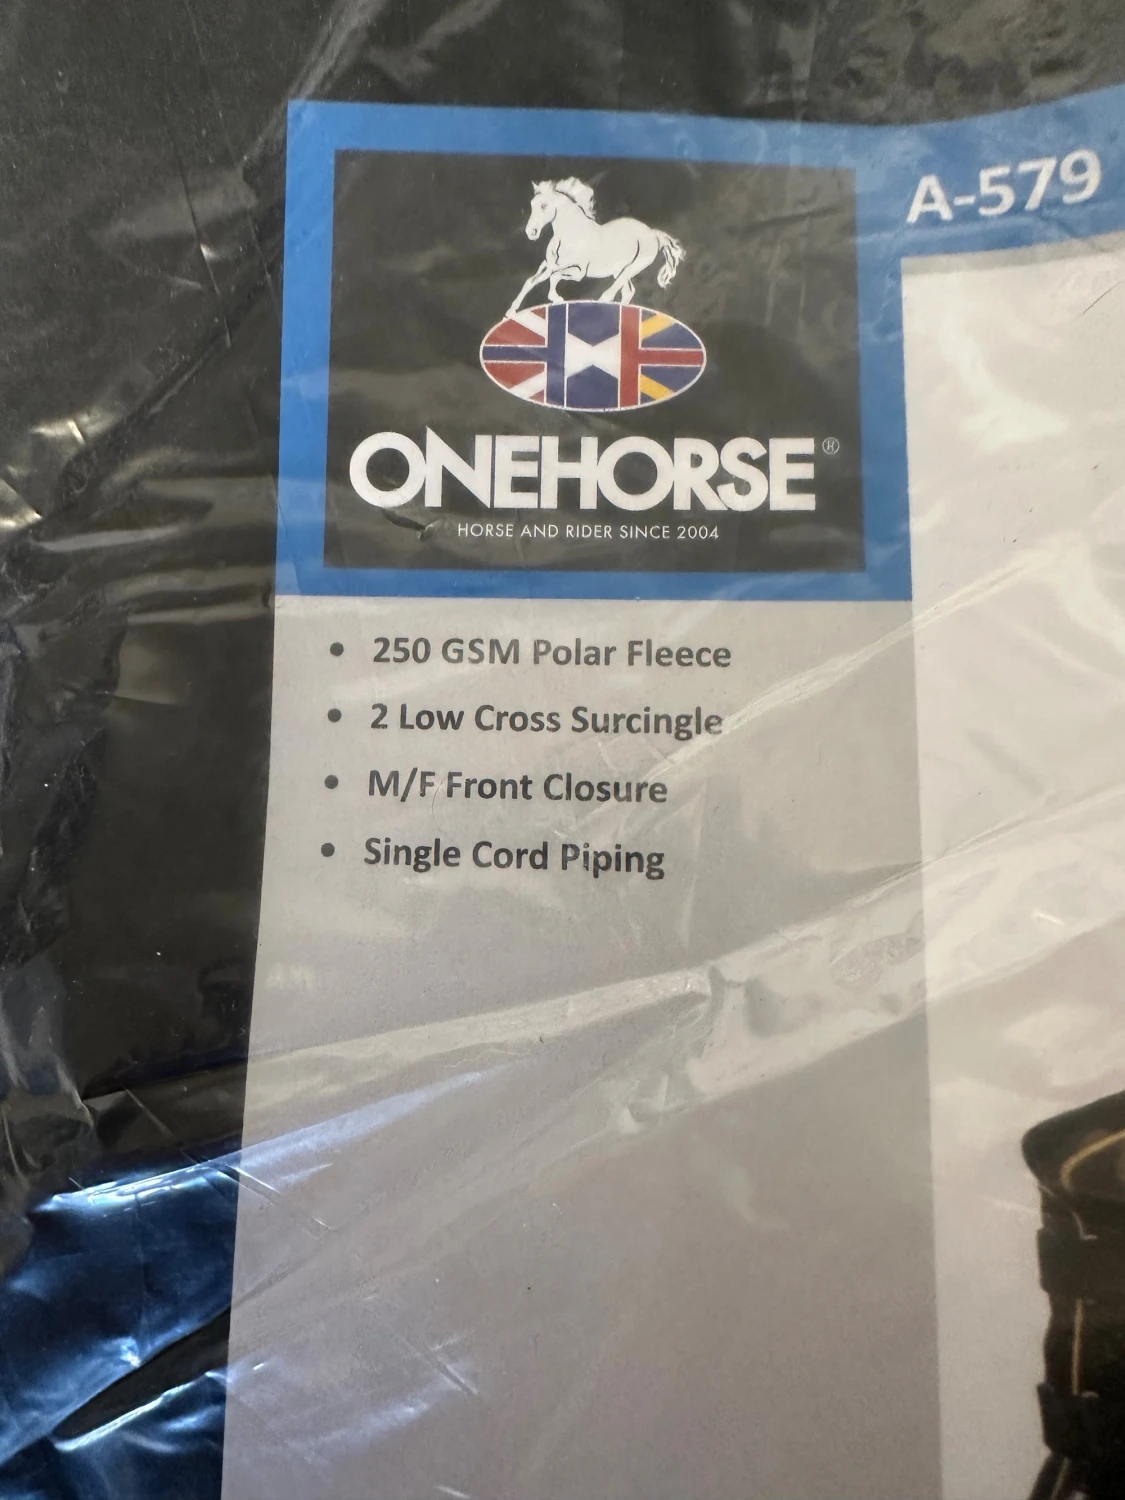 A-579
ONEHORSE®
HORSE AND RIDER SINCE 2004
• 250 GSM Polar Fleece
• 2 Low Cross Surcingle
• M/F Front Closure
• Single Cord Piping